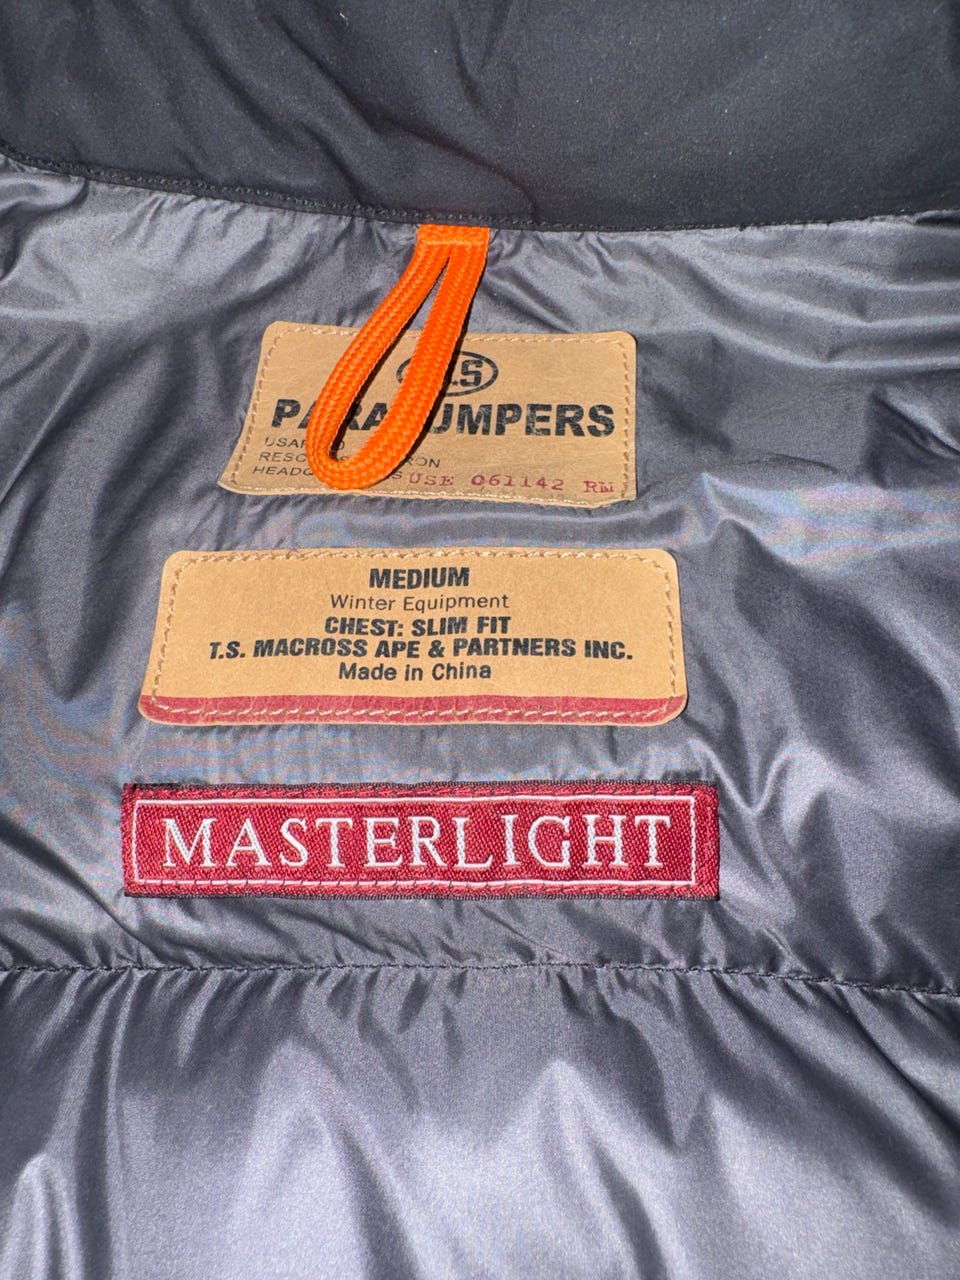 .S
USE 061142 RM
MEDIUM
Winter Equipment
CHEST: SLIM FIT
T.S. MACROSS APE & PARTNERS INC.
Made in China
MASTERLIGHT